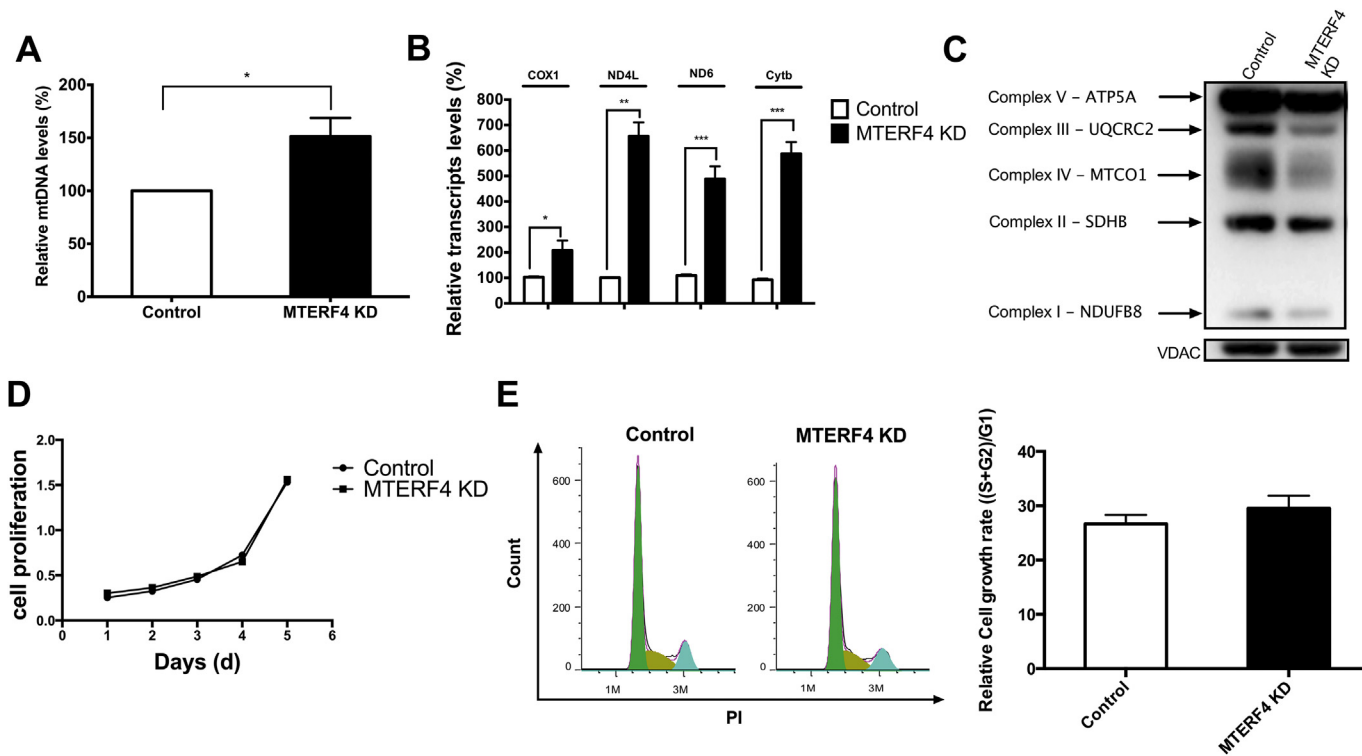 A
Relative mtDNA levels (%)
200
150
100
50
0
*
Control
MTERF4 KD
B
Relative transcripts levels (%)
800
700
600
500
400
300
200
100
0
COX1
ND4L
ND6
Cytb
*
**
***
***
Control
MTERF4 KD
C
Control
MTERF4
KD
Complex V – ATP5A
Complex III – UQCRC2
Complex IV – MTCO1
Complex II – SDHB
Complex I – NDUFB8
VDAC
D
cell proliferation
2.0
1.5
1.0
0.5
0.0
0 1 2 3 4 5 6
Days (d)
Control
MTERF4 KD
E
Control
MTERF4 KD
Count
600
400
200
0
1M 3M
600
400
200
0
1M 3M
PI
Relative Cell growth rate ((S+G2)/G1)
40
30
20
10
0
Control
MTERF4 KD